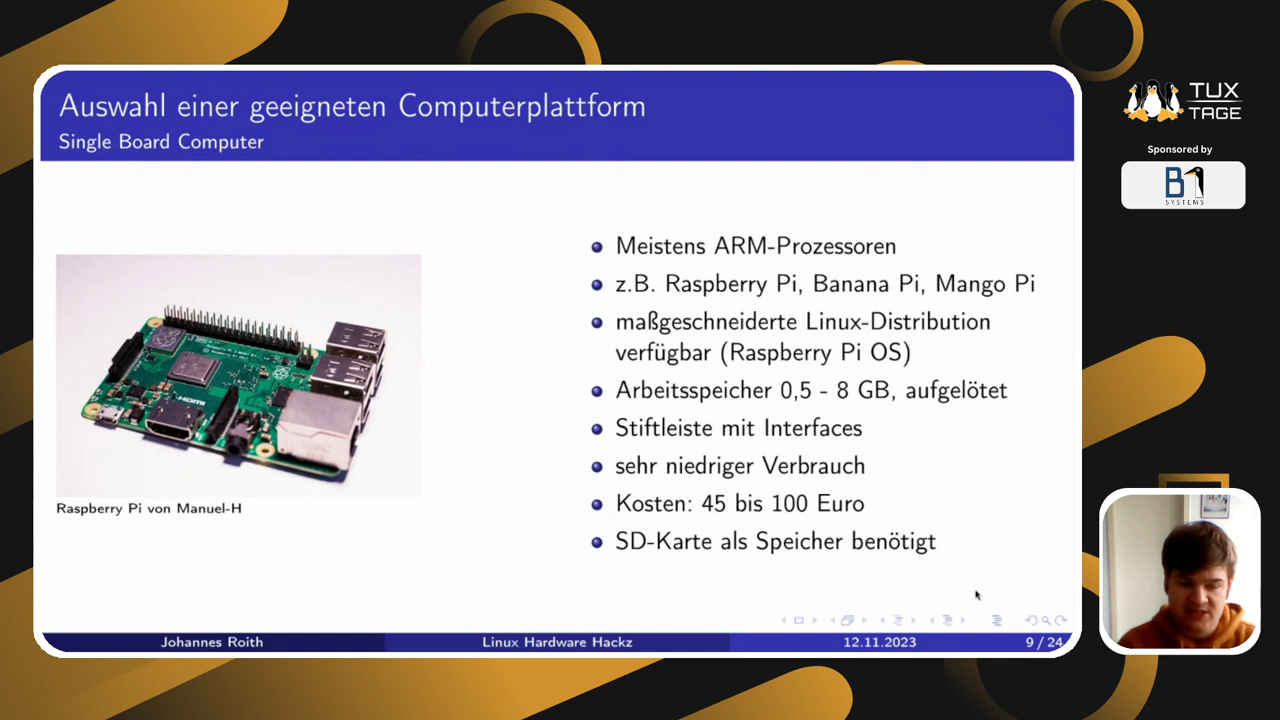 Auswahl einer geeigneten Computerplattform
Single Board Computer
Meistens ARM-Prozessoren
z.B. Raspberry Pi, Banana Pi, Mango Pi
maßgeschneiderte Linux-Distribution
verfügbar (Raspberry Pi OS)
Arbeitsspeicher 0,5 - 8 GB, aufgelötet
Stiftleiste mit Interfaces
sehr niedriger Verbrauch
Kosten: 45 bis 100 Euro
SD-Karte als Speicher benötigt
HDMI
Raspberry Pi von Manuel-H
Johannes Roith
Linux Hardware Hackz
12.11.2023
9 / 24
TUX
TAGE
Sponsored by
B1
SYSTEMS